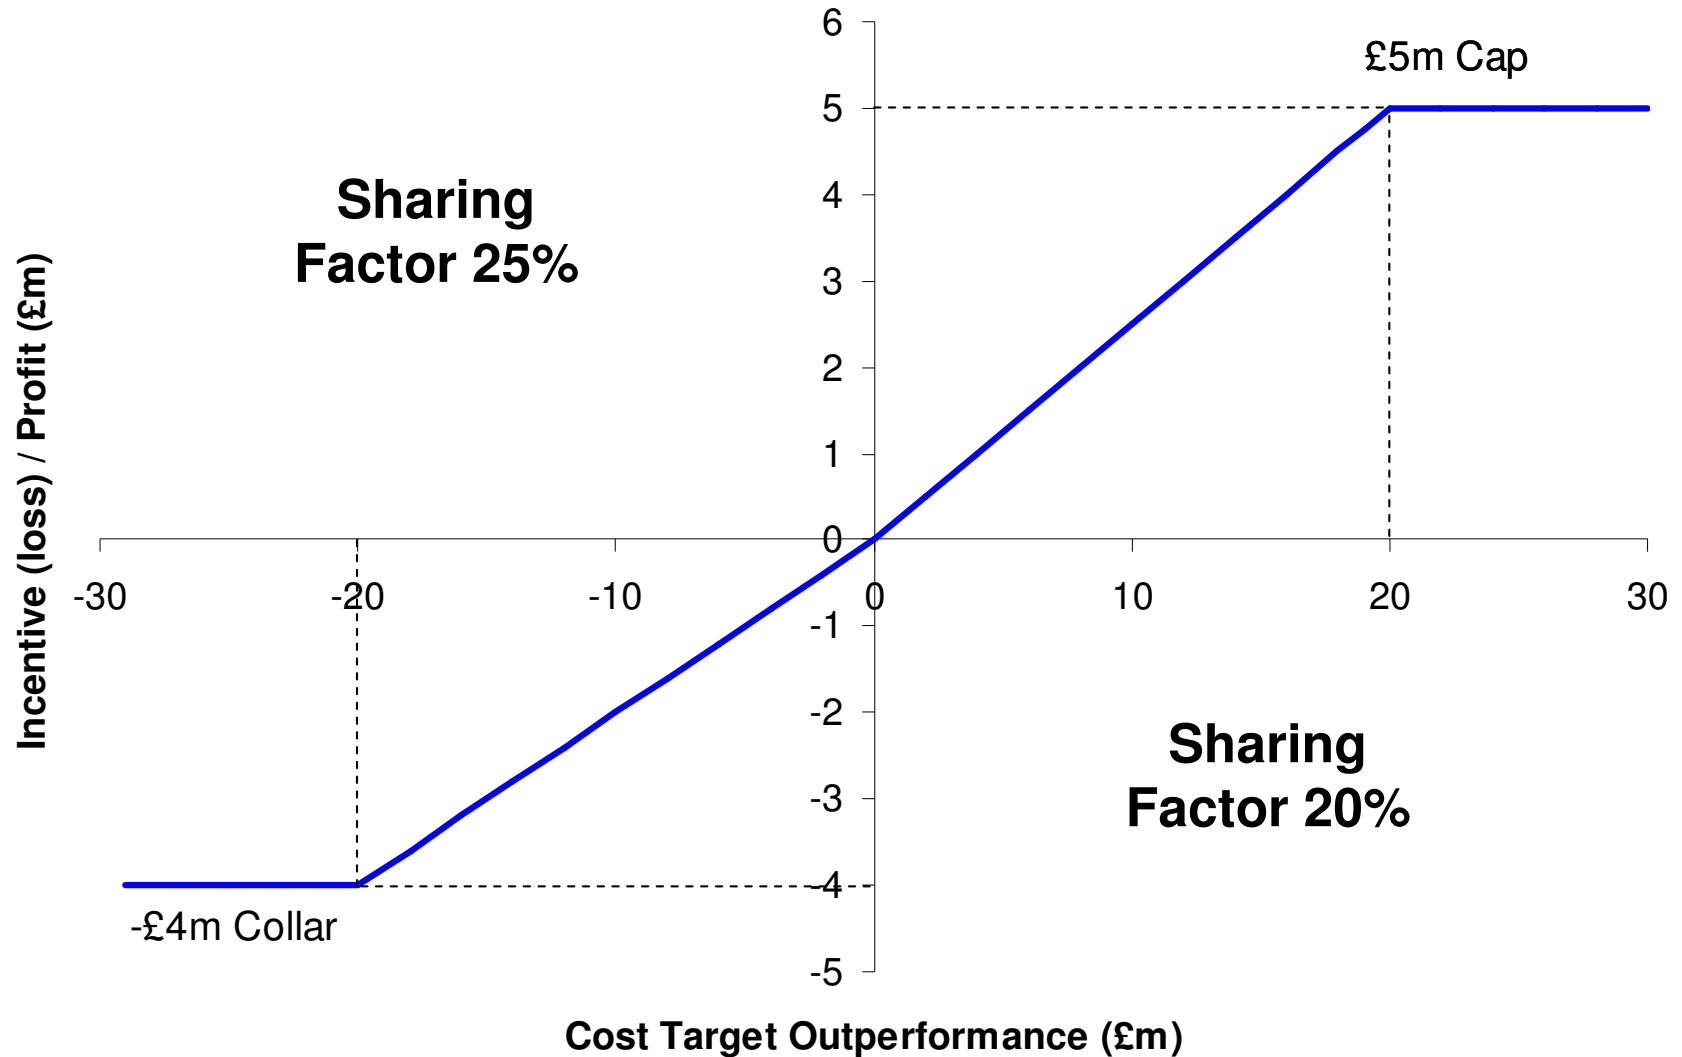 6
£5m Cap
5
Sharing
Factor 25%
4
3
2
1
0
Incentive (loss) / Profit (£m)
-30 -20 -10 0 10 20 30
-1
-2
Sharing
Factor 20%
-3
-4
-£4m Collar
-5
Cost Target Outperformance (£m)